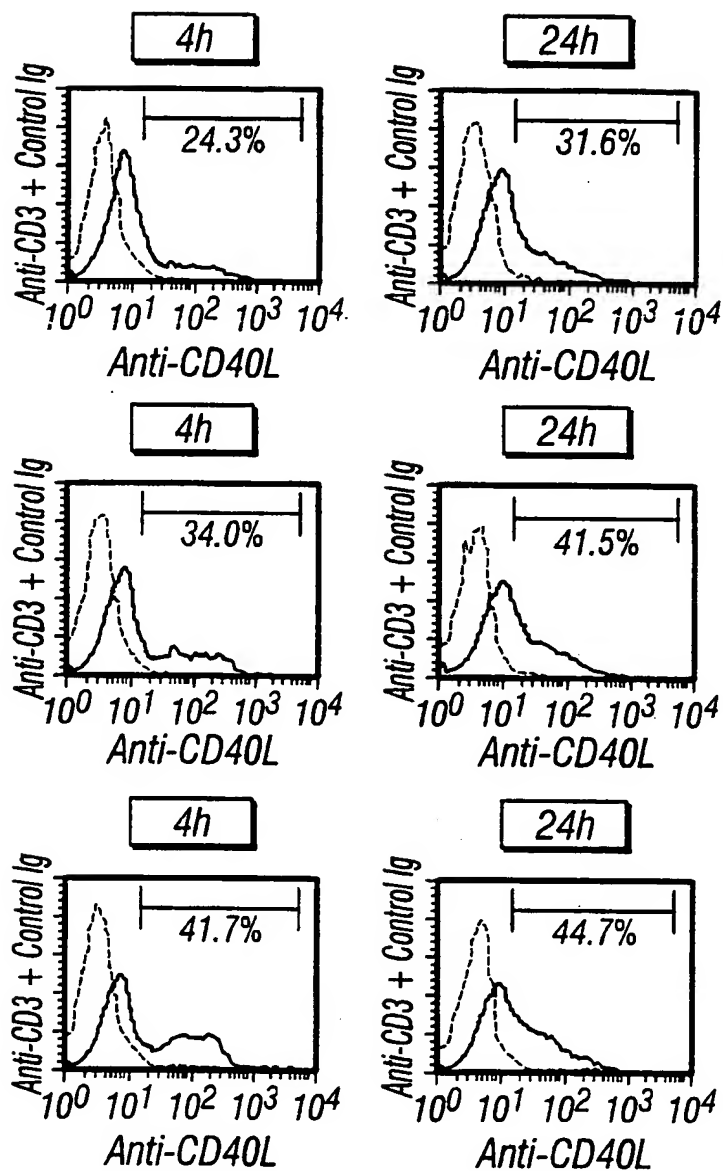 4h
24h
Anti-CD3 + Control Ig
24.3%
10^0 10^1 10^2 10^3 10^4
Anti-CD40L
Anti-CD3 + Control Ig
31.6%
10^0 10^1 10^2 10^3 10^4
Anti-CD40L
4h
24h
Anti-CD3 + Control Ig
34.0%
10^0 10^1 10^2 10^3 10^4
Anti-CD40L
Anti-CD3 + Control Ig
41.5%
10^0 10^1 10^2 10^3 10^4
Anti-CD40L
4h
24h
Anti-CD3 + Control Ig
41.7%
10^0 10^1 10^2 10^3 10^4
Anti-CD40L
Anti-CD3 + Control Ig
44.7%
10^0 10^1 10^2 10^3 10^4
Anti-CD40L